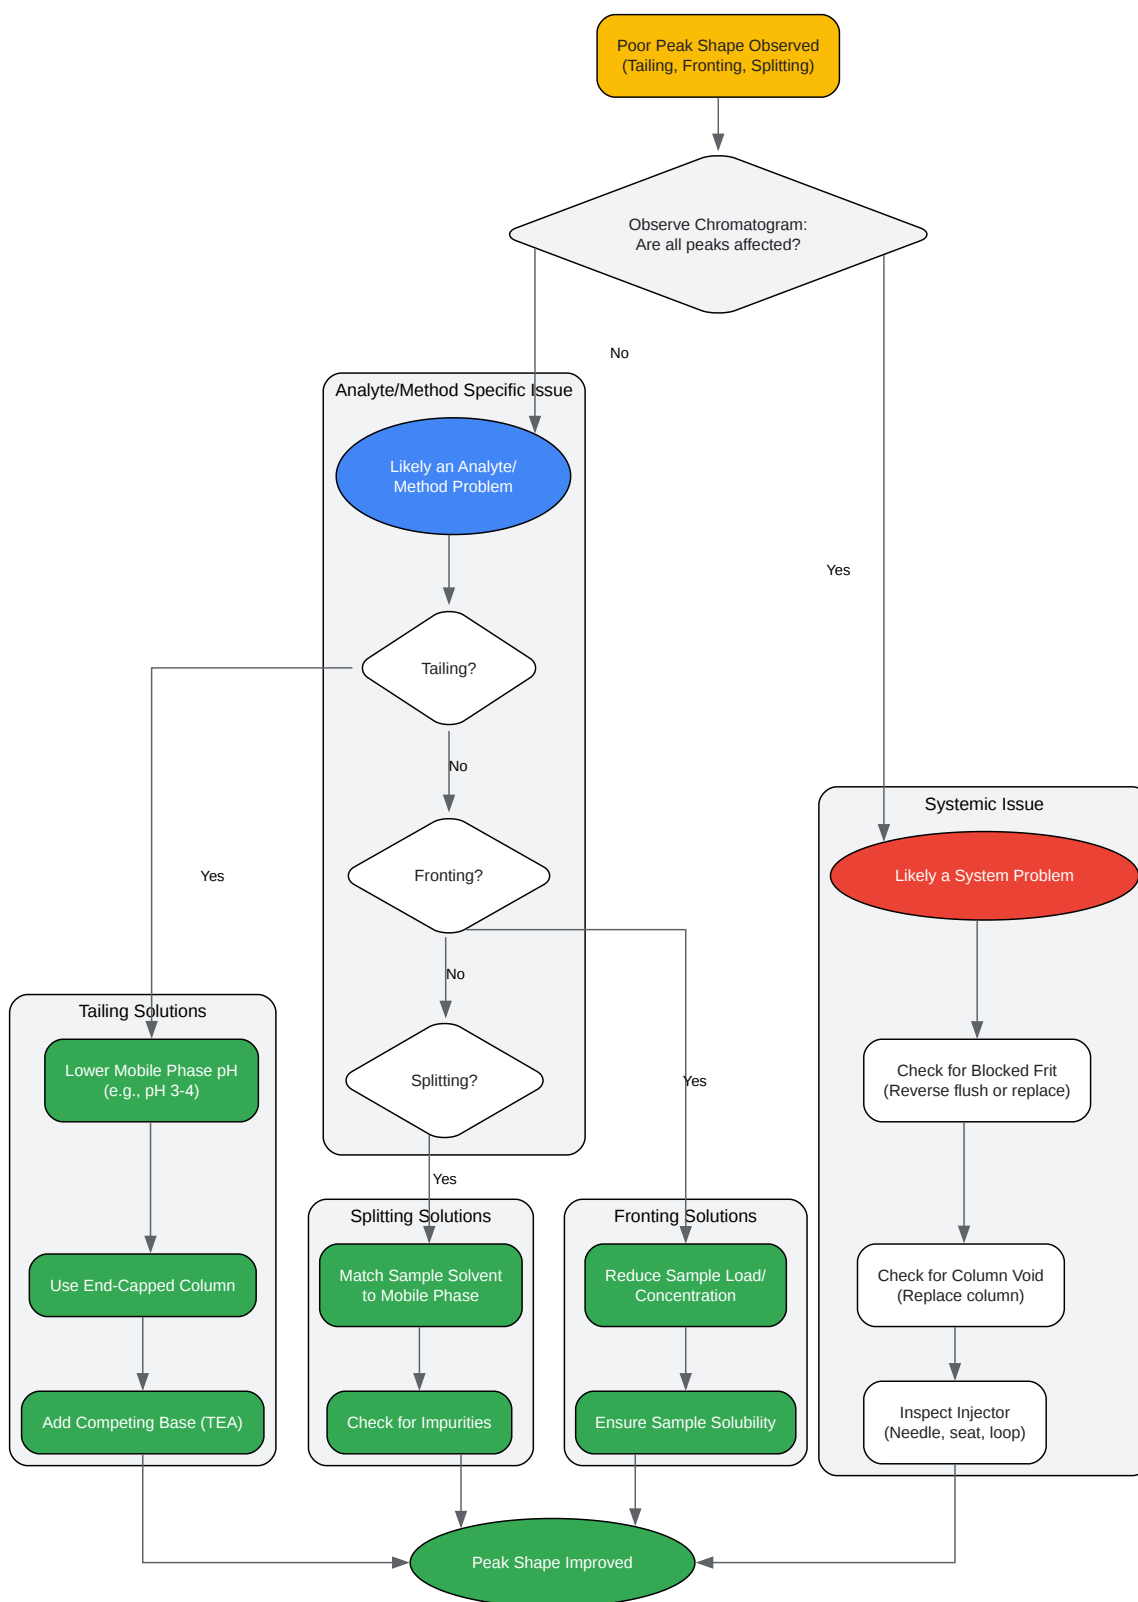 Poor Peak Shape Observed
(Tailing, Fronting, Splitting)
Observe Chromatogram:
Are all peaks affected?
No
Analyte/Method Specific Issue
Likely an Analyte/
Method Problem
Yes
Tailing?
No
Systemic Issue
Yes
Fronting?
Likely a System Problem
No
Tailing Solutions
Lower Mobile Phase pH
(e.g., pH 3-4)
Splitting?
Yes
Check for Blocked Frit
(Reverse flush or replace)
Yes
Splitting Solutions
Fronting Solutions
Use End-Capped Column
Match Sample Solvent
to Mobile Phase
Reduce Sample Load/
Concentration
Check for Column Void
(Replace column)
Add Competing Base (TEA)
Check for Impurities
Ensure Sample Solubility
Inspect Injector
(Needle, seat, loop)
Peak Shape Improved